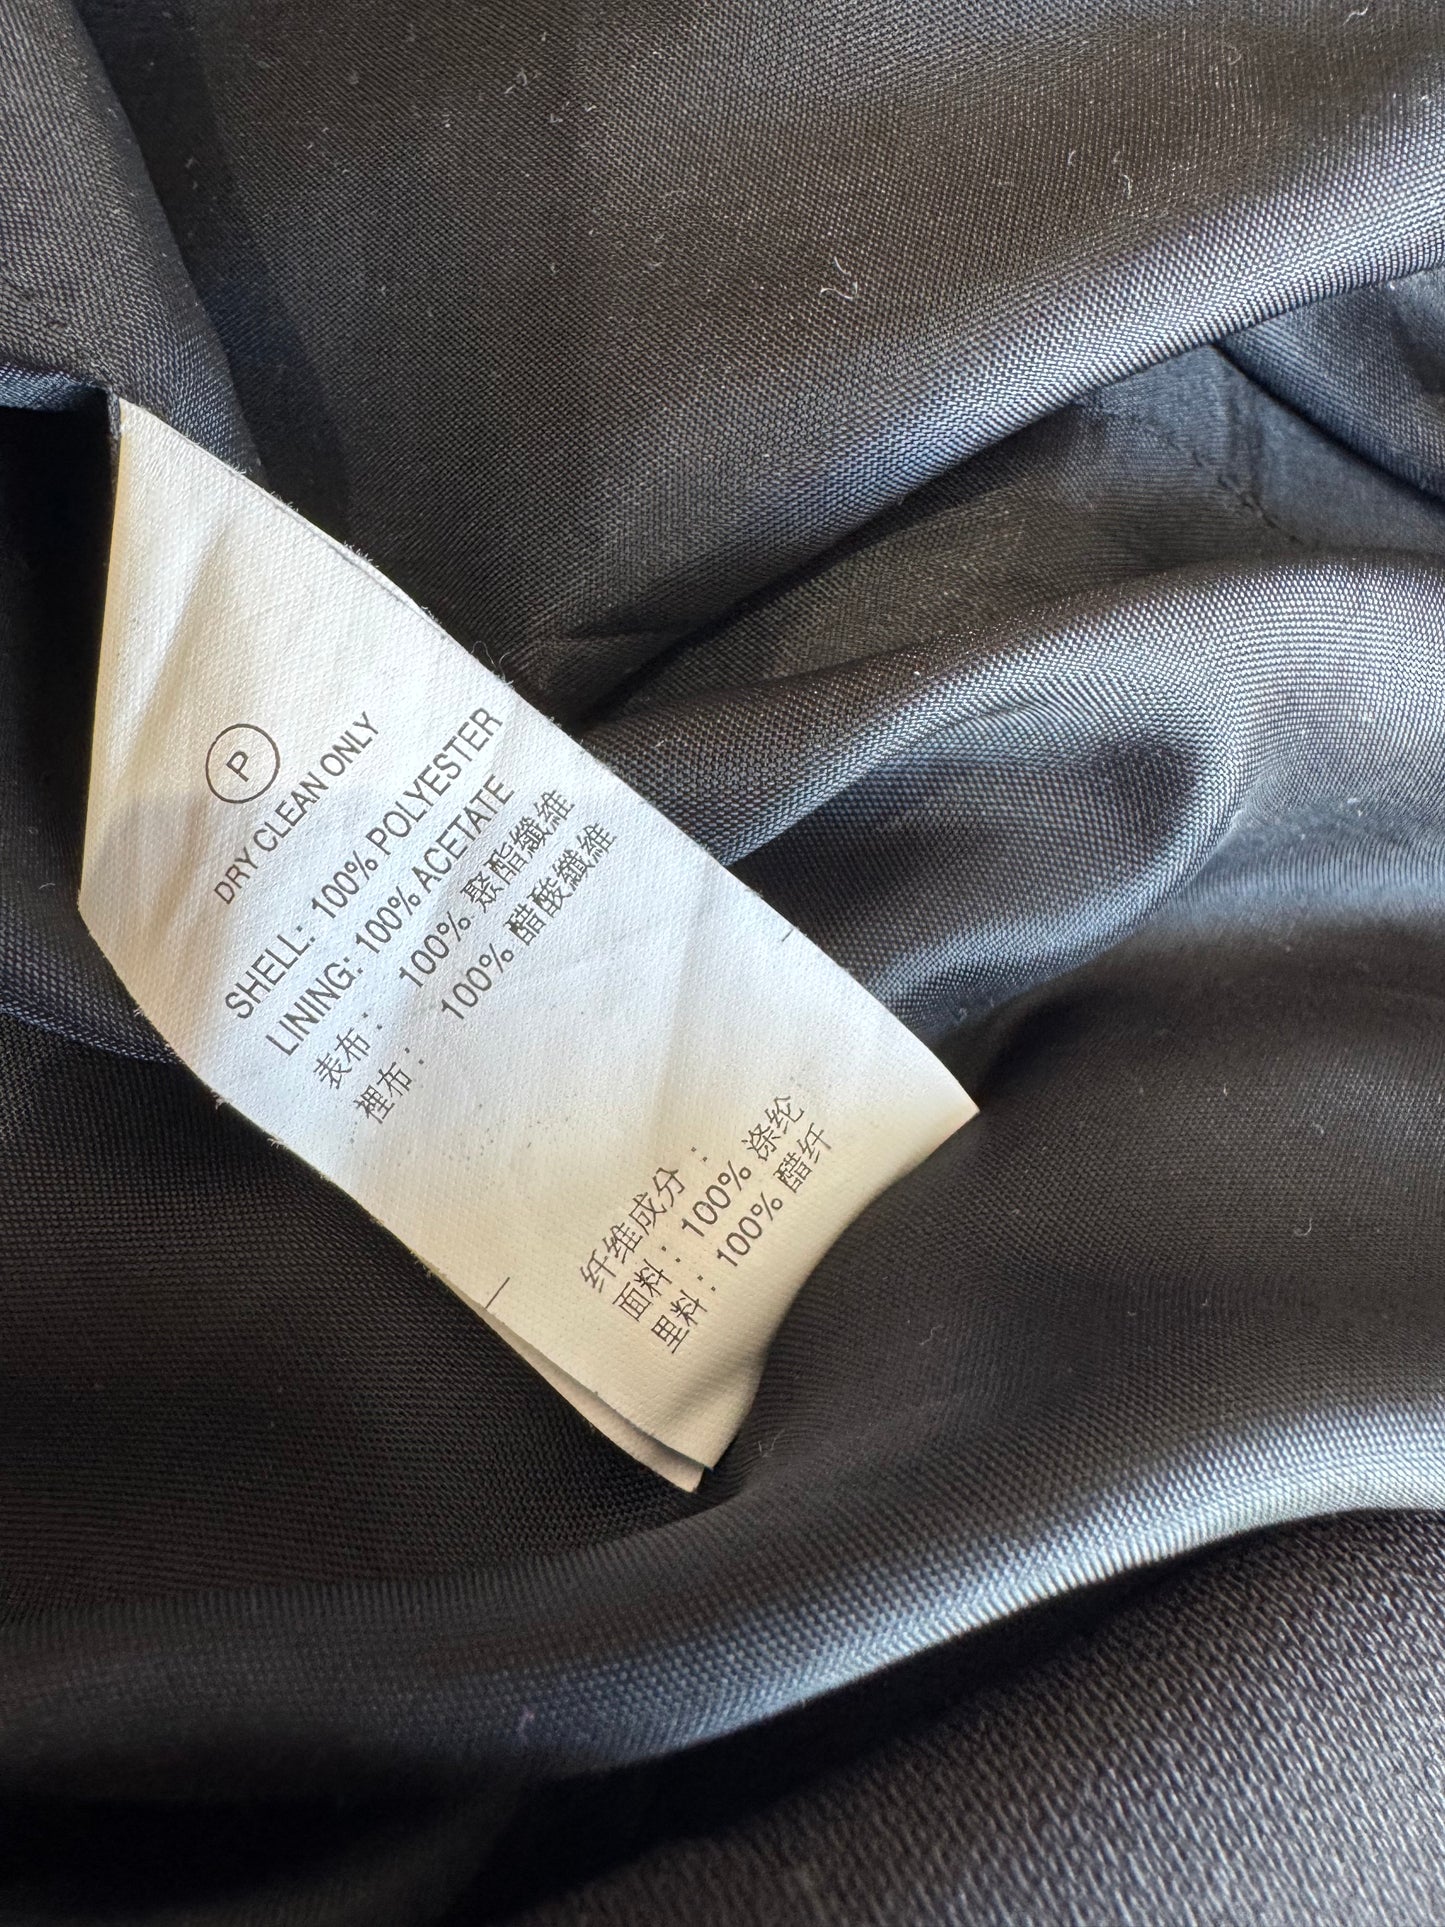 P
DRY CLEAN ONLY
SHELL: 100% POLYESTER
LINING: 100% ACETATE
表布: 100% 聚酯纖維
裡布: 100% 醋酸纖維
纤维成分:
面料: 100% 涤纶
里料: 100% 醋纤